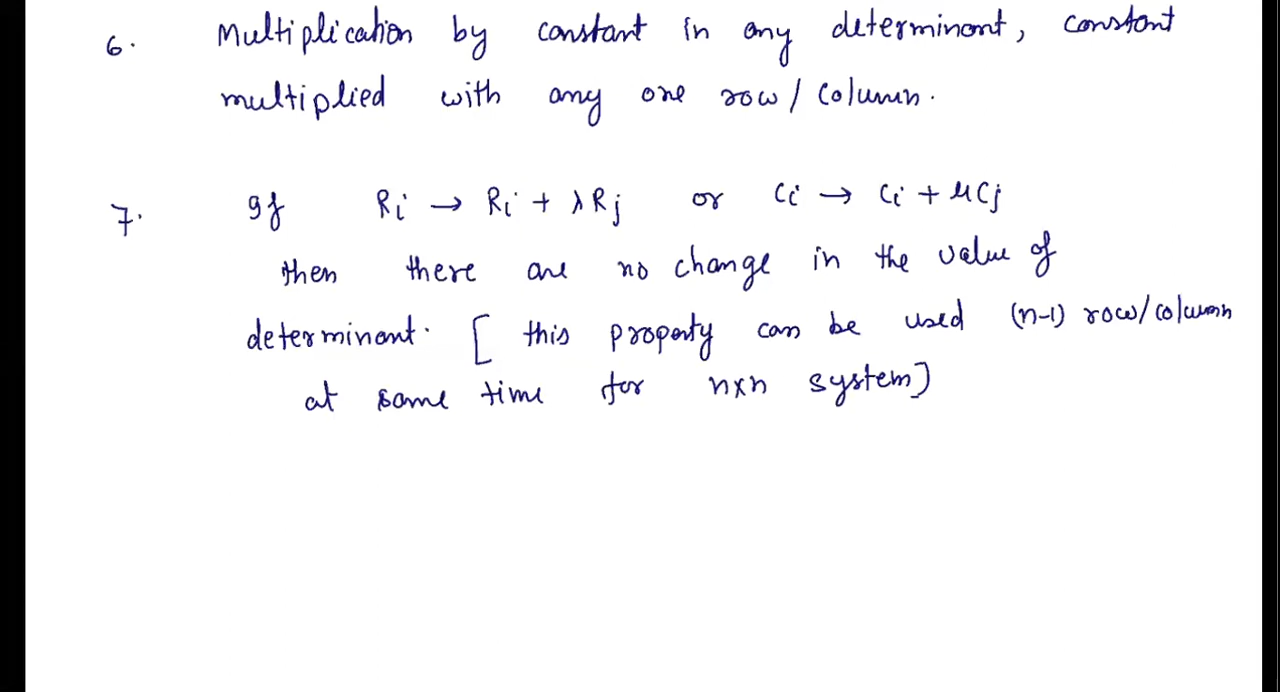 6. Multiplication by constant in any determinant, constant
multiplied with any one row / column.
7. If Ri → Ri + λRj or Ci → Ci + μCj
then there are no change in the value of
determinant. [ this property can be used (n-1) row/column
at same time for nxn system]